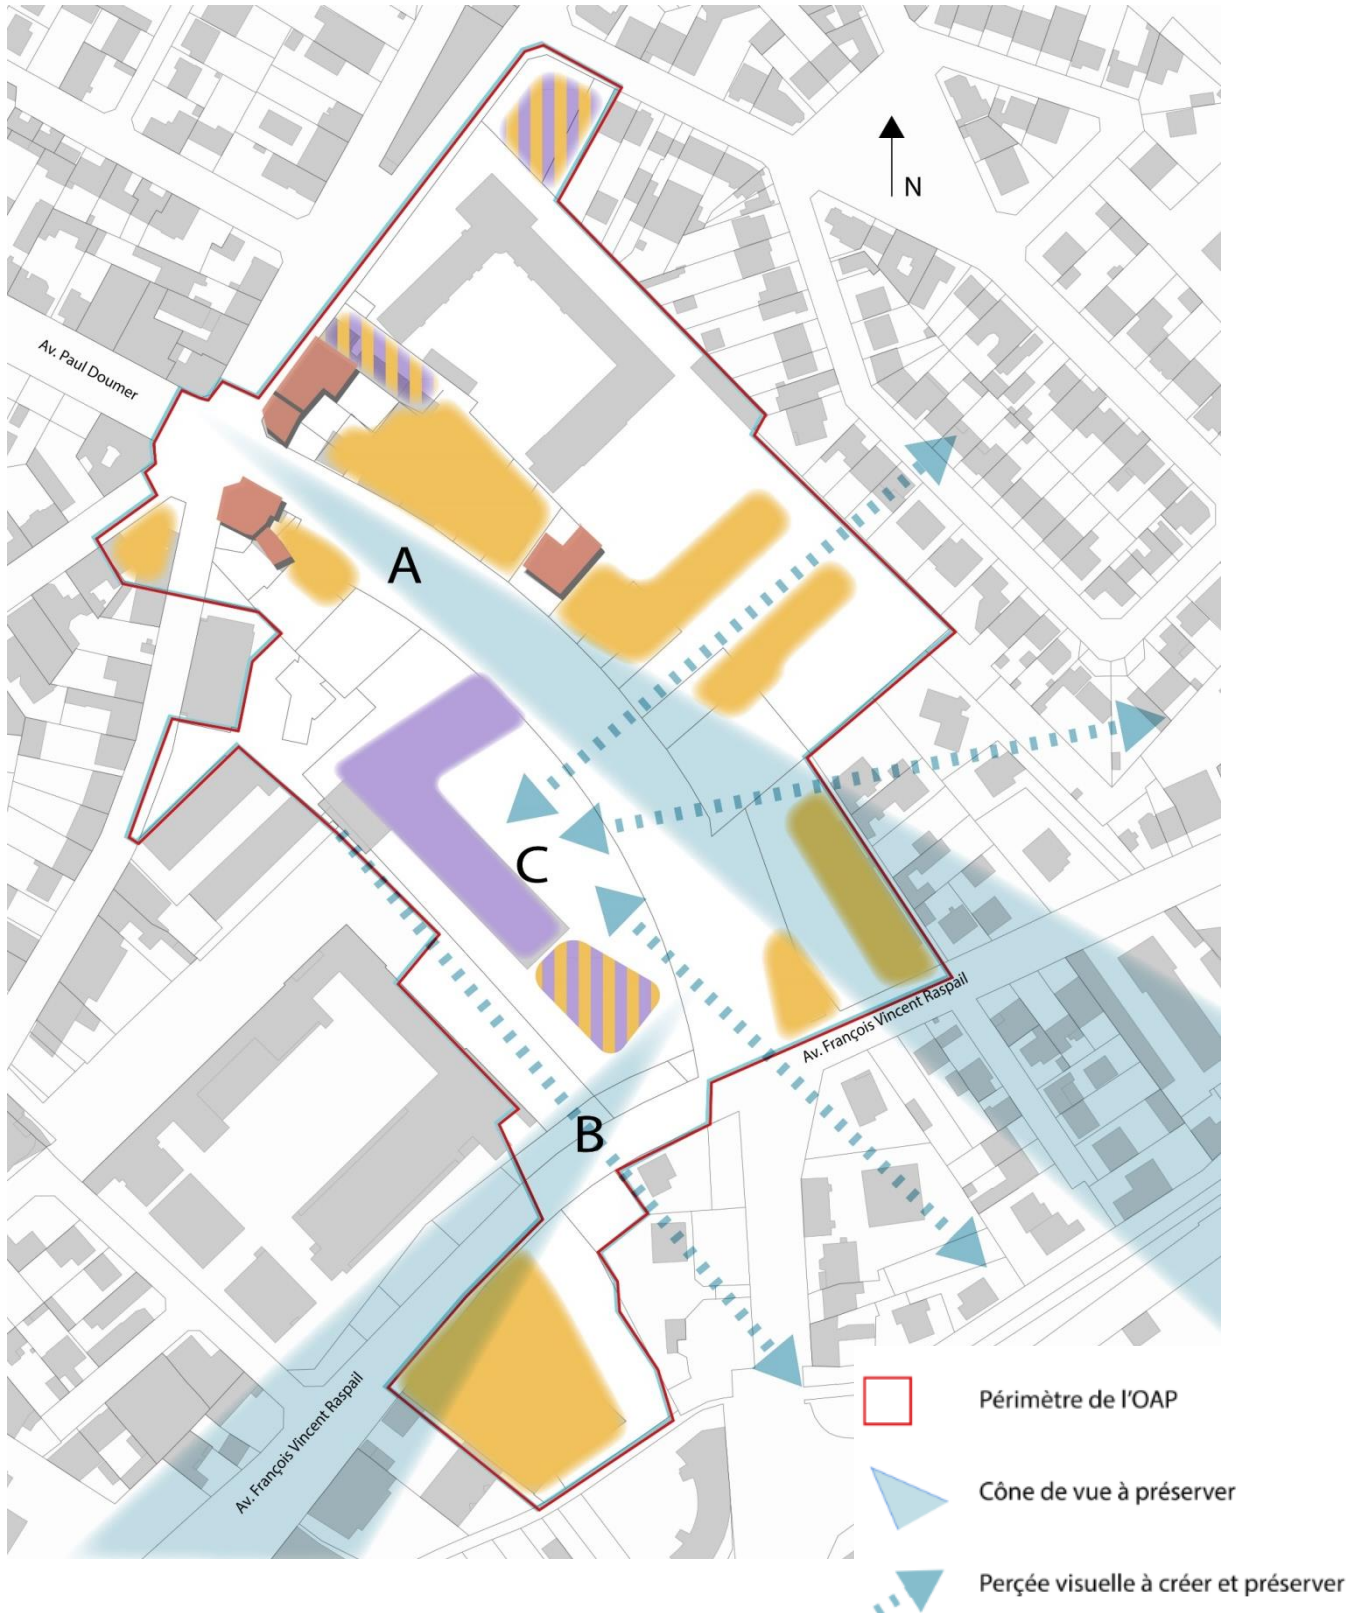 N
Av. Paul Doumer
A
C
Av. François Vincent Raspail
B
Av. François Vincent Raspail
Périmètre de l'OAP
Cône de vue à préserver
Perçée visuelle à créer et préserver